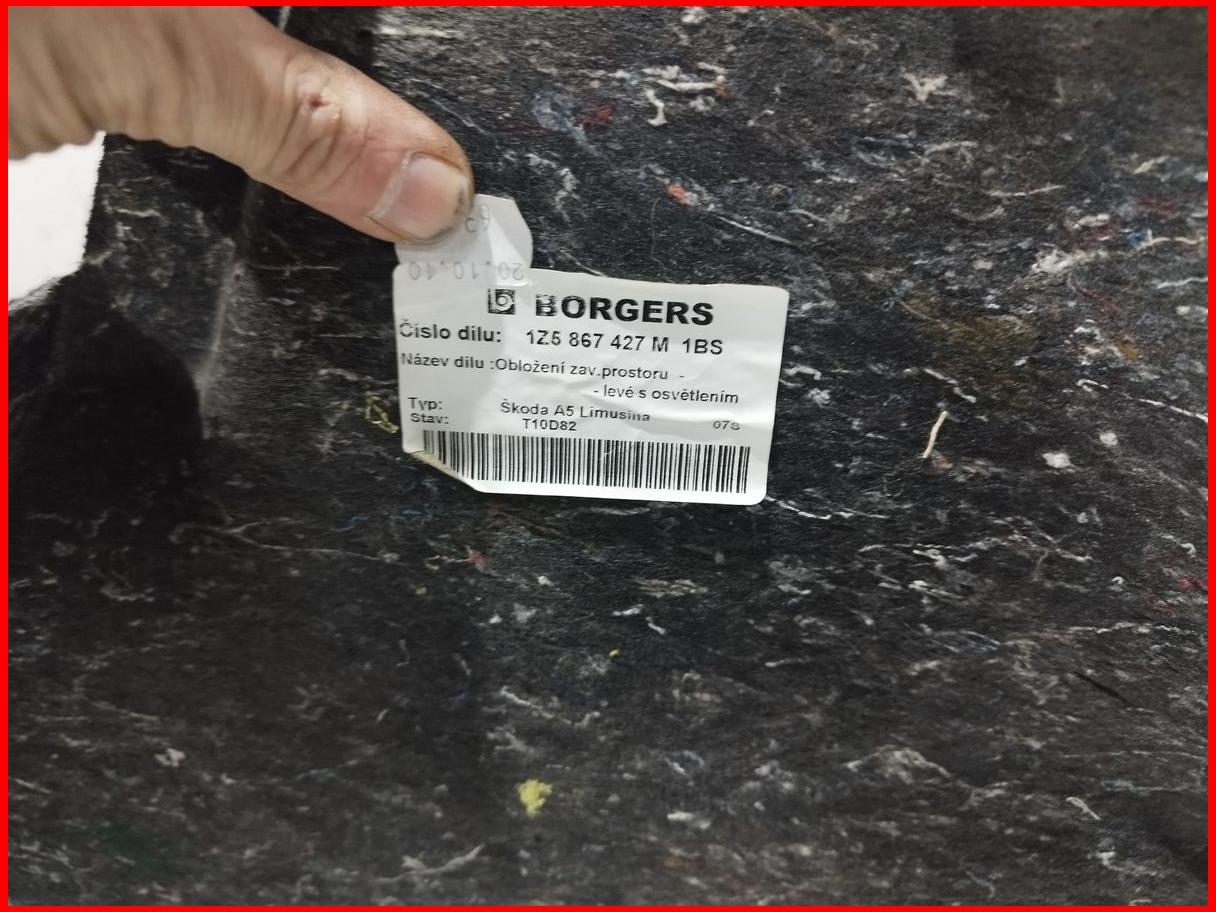 63
20.10.10
BORGERS
Číslo dílu: 1Z5 867 427 M 1BS
Název dílu :Obložení zav.prostoru -
- levé s osvětlením
Typ: Škoda A5 Limusina
Stav: T10D82 07S